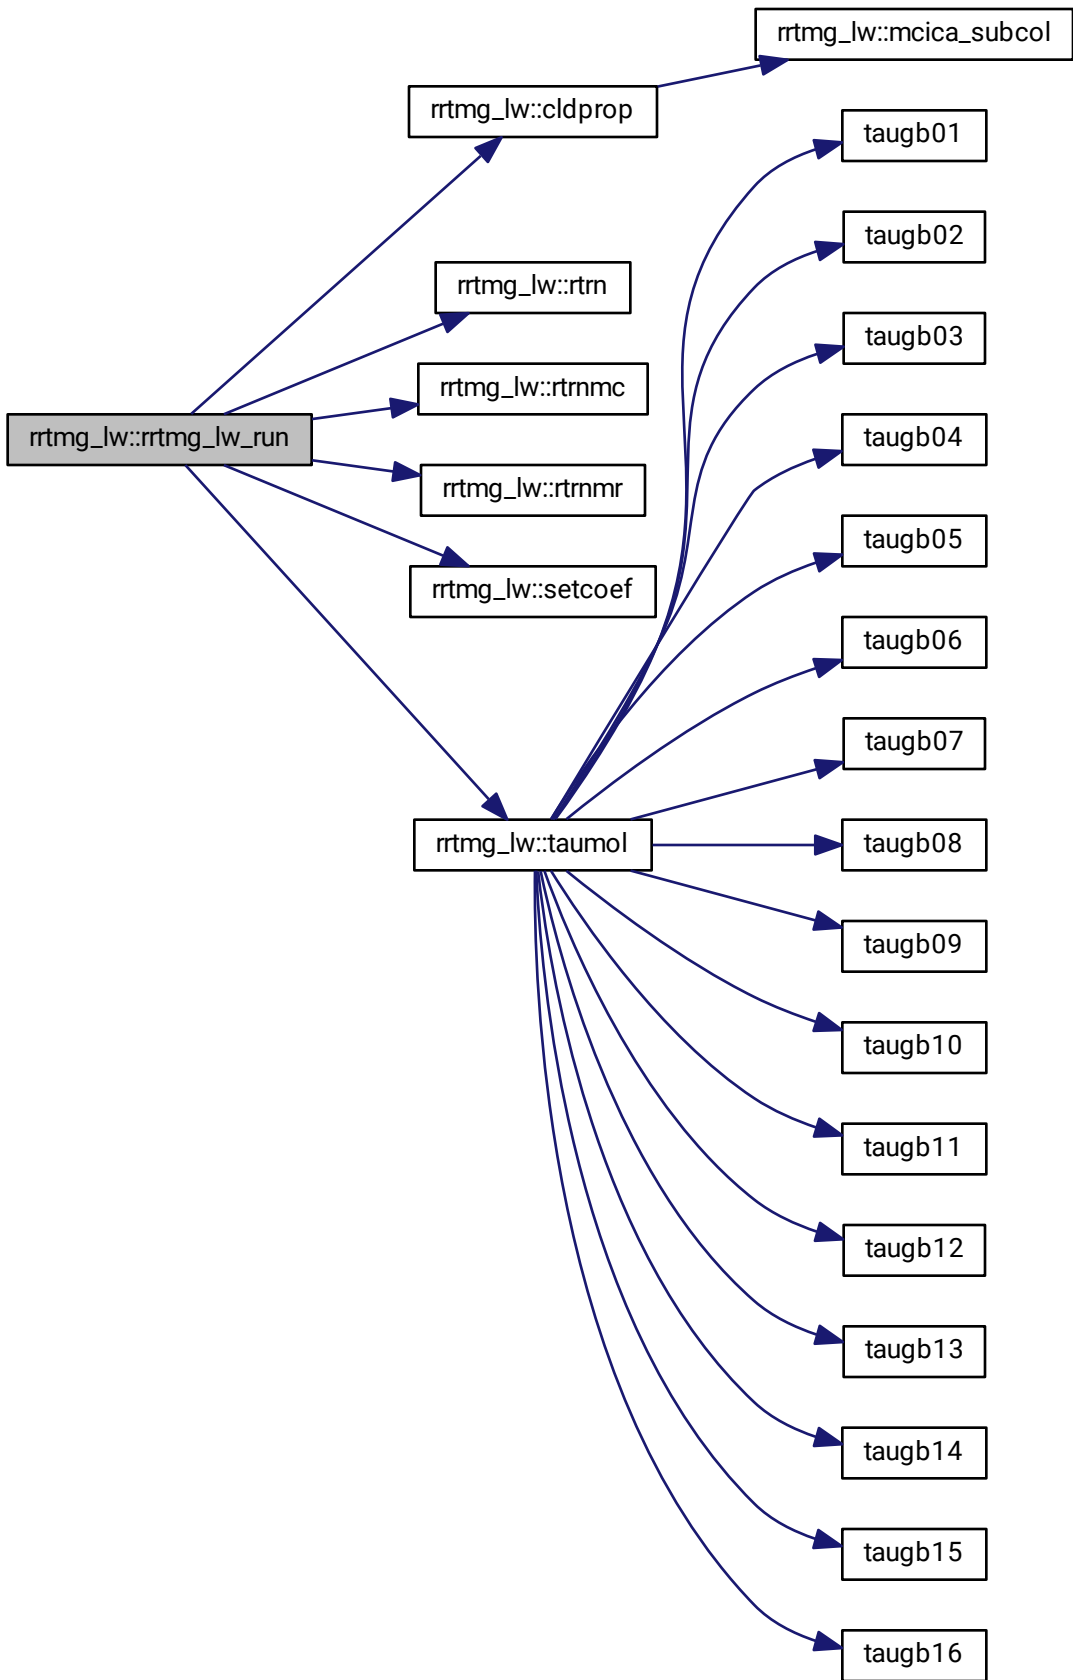 rrtmg_lw::mcica_subcol
rrtmg_lw::cldprop
taugb01
taugb02
rrtmg_lw::rtrn
taugb03
rrtmg_lw::rtrnmc
rrtmg_lw::rrtmg_lw_run
taugb04
rrtmg_lw::rtrnmr
taugb05
rrtmg_lw::setcoef
taugb06
taugb07
rrtmg_lw::taumol
taugb08
taugb09
taugb10
taugb11
taugb12
taugb13
taugb14
taugb15
taugb16